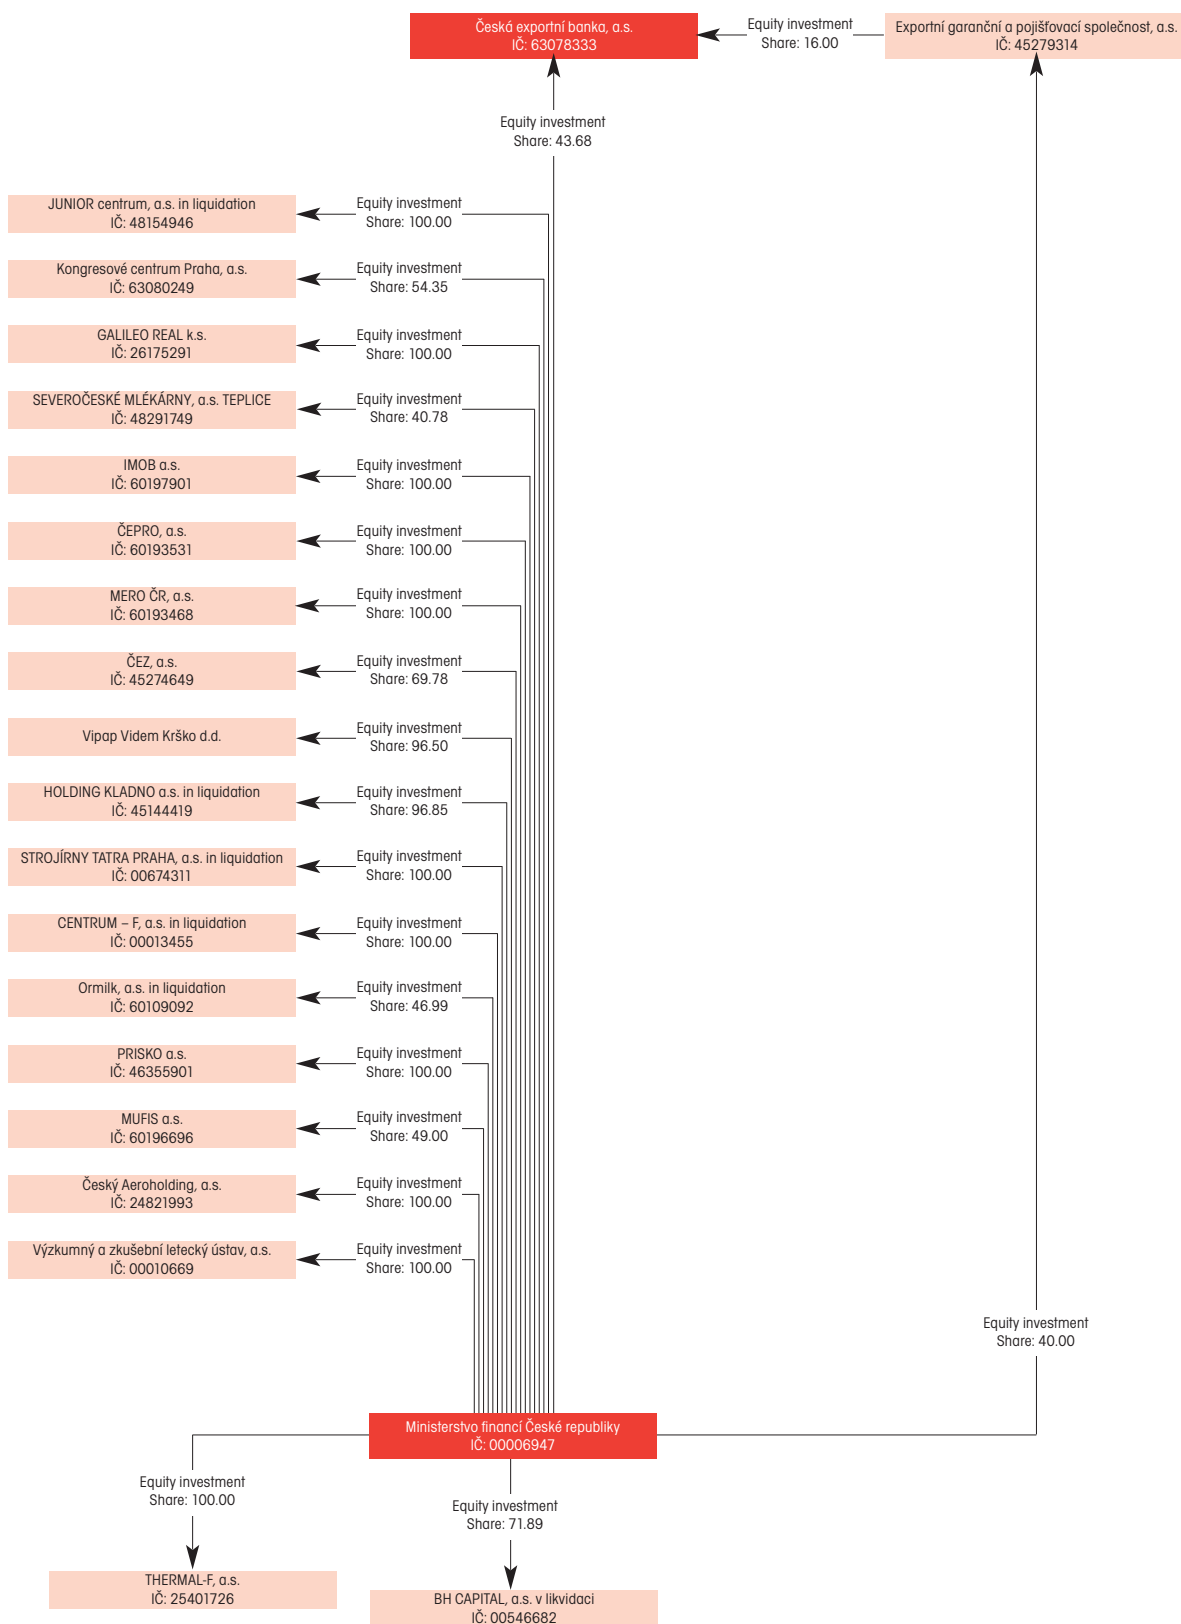 Česká exportní banka, a.s.
IČ: 63078333
Equity investment
Share: 16.00
Exportní garanční a pojišťovací společnost, a.s.
IČ: 45279314
Equity investment
Share: 43.68
JUNIOR centrum, a.s. in liquidation
IČ: 48154946
Equity investment
Share: 100.00
Kongresové centrum Praha, a.s.
IČ: 63080249
Equity investment
Share: 54.35
GALILEO REAL k.s.
IČ: 26175291
Equity investment
Share: 100.00
SEVEROČESKÉ MLÉKÁRNY, a.s. TEPLICE
IČ: 48291749
Equity investment
Share: 40.78
IMOB a.s.
IČ: 60197901
Equity investment
Share: 100.00
ČEPRO, a.s.
IČ: 60193531
Equity investment
Share: 100.00
MERO ČR, a.s.
IČ: 60193468
Equity investment
Share: 100.00
ČEZ, a.s.
IČ: 45274649
Equity investment
Share: 69.78
Vipap Videm Krško d.d.
Equity investment
Share: 96.50
HOLDING KLADNO a.s. in liquidation
IČ: 45144419
Equity investment
Share: 96.85
STROJÍRNY TATRA PRAHA, a.s. in liquidation
IČ: 00674311
Equity investment
Share: 100.00
CENTRUM – F, a.s. in liquidation
IČ: 00013455
Equity investment
Share: 100.00
Ormilk, a.s. in liquidation
IČ: 60109092
Equity investment
Share: 46.99
PRISKO a.s.
IČ: 46355901
Equity investment
Share: 100.00
MUFIS a.s.
IČ: 60196696
Equity investment
Share: 49.00
Český Aeroholding, a.s.
IČ: 24821993
Equity investment
Share: 100.00
Výzkumný a zkušební letecký ústav, a.s.
IČ: 00010669
Equity investment
Share: 100.00
Equity investment
Share: 40.00
Ministerstvo financí České republiky
IČ: 00006947
Equity investment
Share: 100.00
Equity investment
Share: 71.89
THERMAL-F, a.s.
IČ: 25401726
BH CAPITAL, a.s. v likvidaci
IČ: 00546682